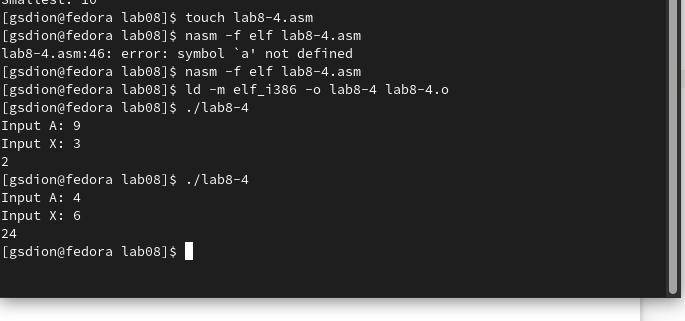 Smallest: 10
[gsdion@fedora lab08]$ touch lab8-4.asm
[gsdion@fedora lab08]$ nasm -f elf lab8-4.asm
lab8-4.asm:46: error: symbol `a' not defined
[gsdion@fedora lab08]$ nasm -f elf lab8-4.asm
[gsdion@fedora lab08]$ ld -m elf_i386 -o lab8-4 lab8-4.o
[gsdion@fedora lab08]$ ./lab8-4
Input A: 9
Input X: 3
2
[gsdion@fedora lab08]$ ./lab8-4
Input A: 4
Input X: 6
24
[gsdion@fedora lab08]$